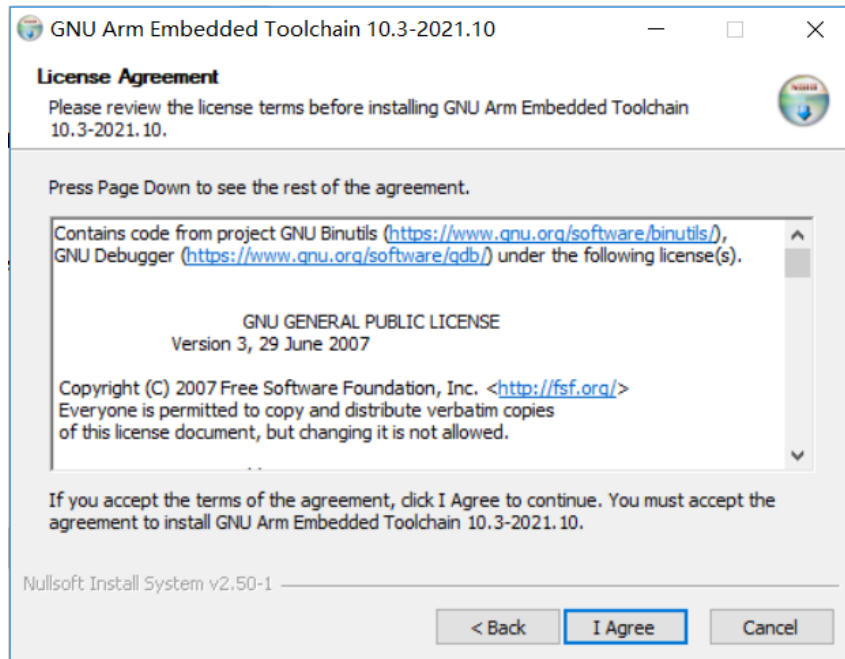 GNU Arm Embedded Toolchain 10.3-2021.10
License Agreement
Please review the license terms before installing GNU Arm Embedded Toolchain
10.3-2021.10.
Press Page Down to see the rest of the agreement.
Contains code from project GNU Binutils (https://www.gnu.org/software/binutils/),
GNU Debugger (https://www.gnu.org/software/gdb/) under the following license(s).
GNU GENERAL PUBLIC LICENSE
Version 3, 29 June 2007
Copyright (C) 2007 Free Software Foundation, Inc. <http://fsf.org/>
Everyone is permitted to copy and distribute verbatim copies
of this license document, but changing it is not allowed.
If you accept the terms of the agreement, click I Agree to continue. You must accept the
agreement to install GNU Arm Embedded Toolchain 10.3-2021.10.
Nullsoft Install System v2.50-1
< Back I Agree Cancel